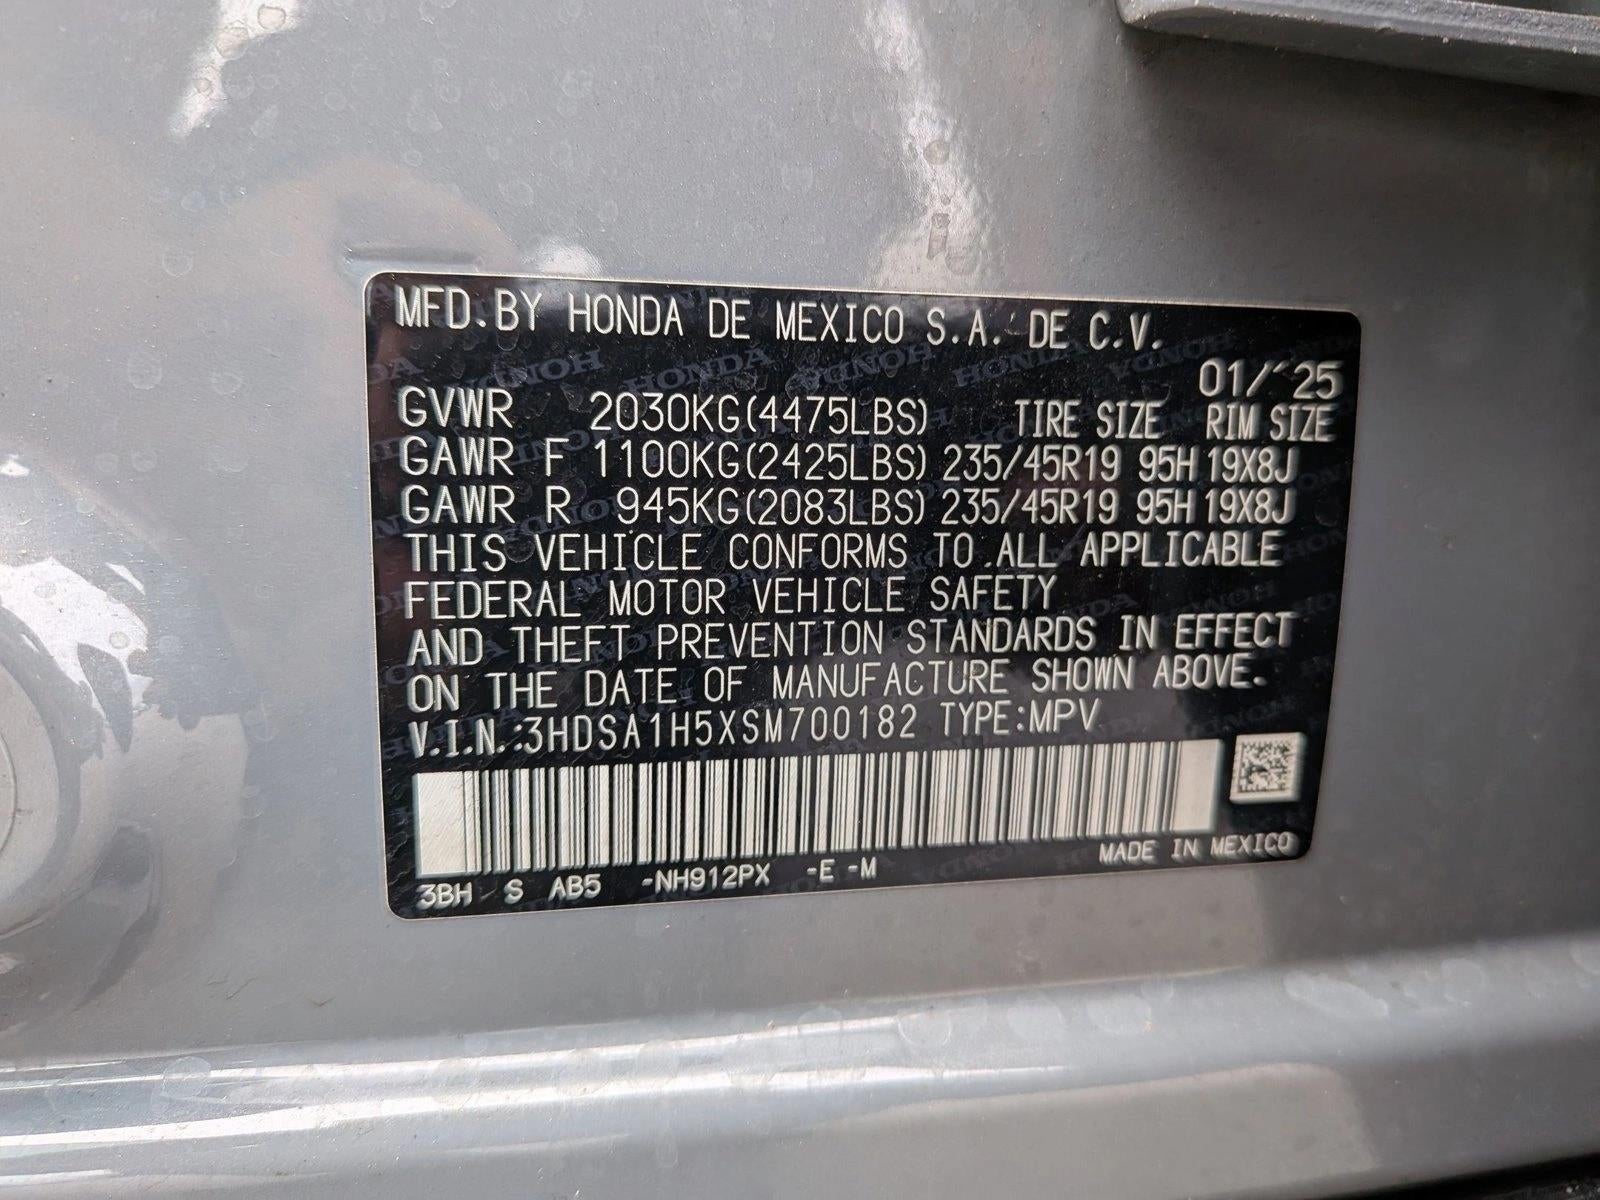 MFD.BY HONDA DE MEXICO S.A. DE C.V.
01/'25
GVWR 2030KG(4475LBS) TIRE SIZE RIM SIZE
GAWR F 1100KG(2425LBS) 235/45R19 95H 19X8J
GAWR R 945KG(2083LBS) 235/45R19 95H 19X8J
THIS VEHICLE CONFORMS TO ALL APPLICABLE
FEDERAL MOTOR VEHICLE SAFETY
AND THEFT PREVENTION STANDARDS IN EFFECT
ON THE DATE OF MANUFACTURE SHOWN ABOVE.
V.I.N.:3HDSA1H5XSM700182 TYPE:MPV
MADE IN MEXICO
3BH S AB5 -NH912PX -E -M